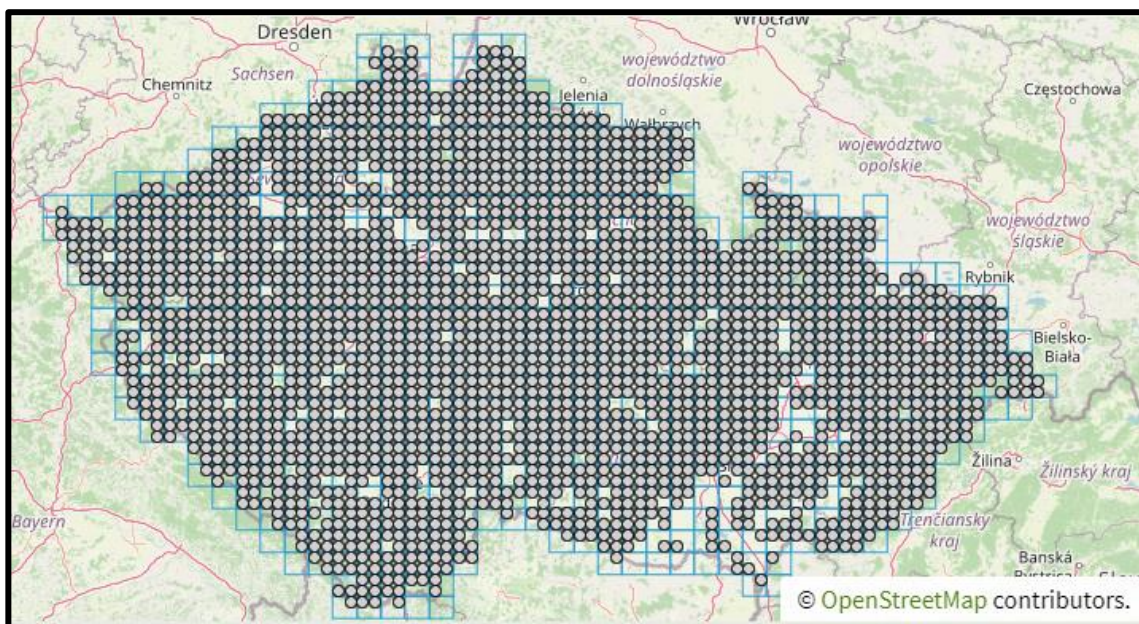 Wrocław
Dresden
województwo
dolnośląskie
Sachsen
Chemnitz
Jelenia
Częstochowa
Wałbrzych
województwo
opolskie
województwo
śląskie
Rybnik
Bielsko-
Biała
Žilina
Žilinský kraj
Bayern
Trenčiansky
kraj
Banská
Bystrica
© OpenStreetMap contributors.